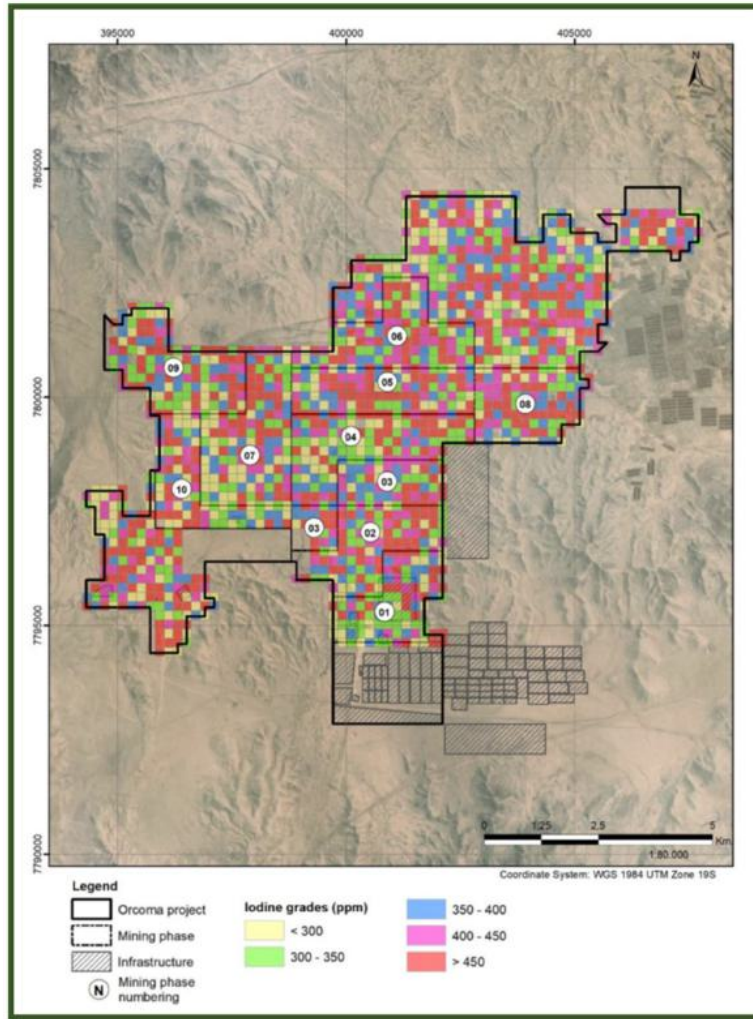 395000 400000 405000
N
7805000
7800000
7795000
7790000
06
05
09
08
04
07
03
10
03
02
01
0 1.25 2.5 5
Km
1:80.000
Coordinate System: WGS 1984 UTM Zone 19S
Legend
Orcoma project
Mining phase
Infrastructure
N Mining phase
numbering
Iodine grades (ppm)
< 300
300 - 350
350 - 400
400 - 450
> 450